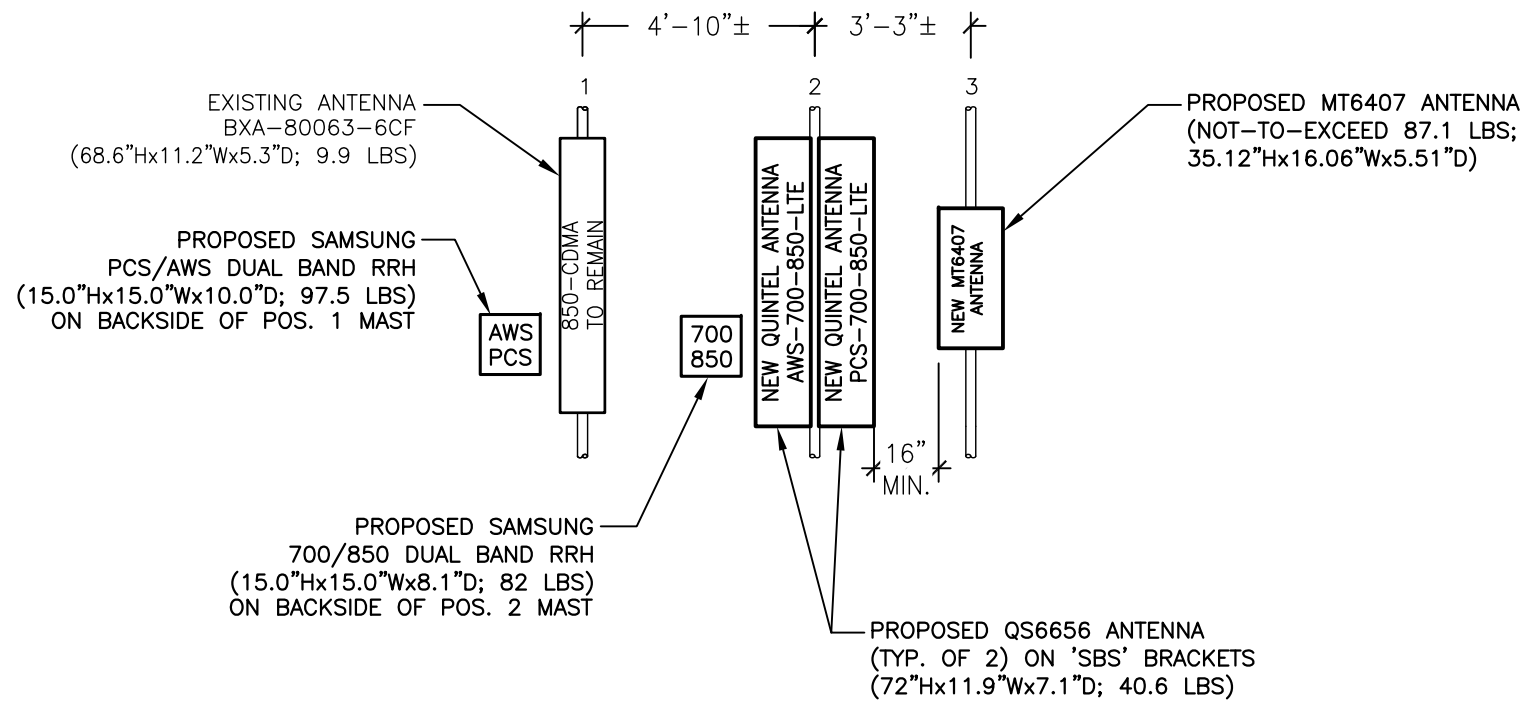 4'-10"±
3'-3"±
1
2
3
EXISTING ANTENNA
BXA-80063-6CF
(68.6"Hx11.2"Wx5.3"D; 9.9 LBS)
PROPOSED MT6407 ANTENNA
(NOT-TO-EXCEED 87.1 LBS;
35.12"Hx16.06"Wx5.51"D)
PROPOSED SAMSUNG
PCS/AWS DUAL BAND RRH
(15.0"Hx15.0"Wx10.0"D; 97.5 LBS)
ON BACKSIDE OF POS. 1 MAST
AWS
PCS
850-CDMA
TO REMAIN
700
850
NEW QUINTEL ANTENNA
AWS-700-850-LTE
NEW QUINTEL ANTENNA
PCS-700-850-LTE
NEW MT6407
ANTENNA
16"
MIN.
PROPOSED SAMSUNG
700/850 DUAL BAND RRH
(15.0"Hx15.0"Wx8.1"D; 82 LBS)
ON BACKSIDE OF POS. 2 MAST
PROPOSED QS6656 ANTENNA
(TYP. OF 2) ON 'SBS' BRACKETS
(72"Hx11.9"Wx7.1"D; 40.6 LBS)